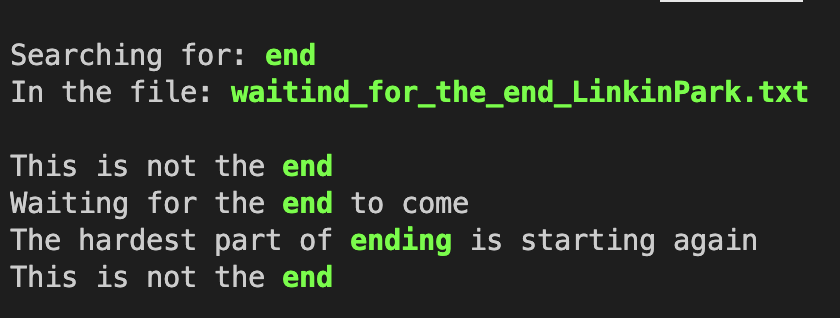 Searching for: end
In the file: waitind_for_the_end_LinkinPark.txt
This is not the end
Waiting for the end to come
The hardest part of ending is starting again
This is not the end